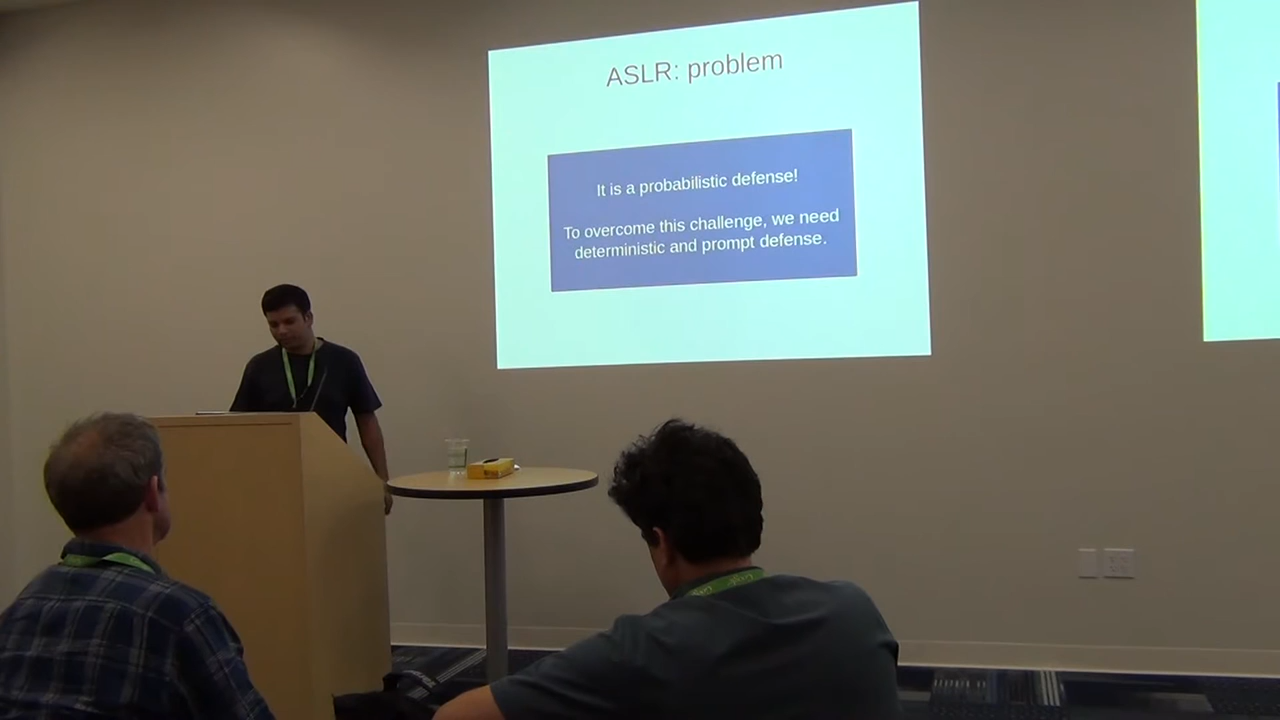 ASLR: problem
It is a probabilistic defense!
To overcome this challenge, we need
deterministic and prompt defense.